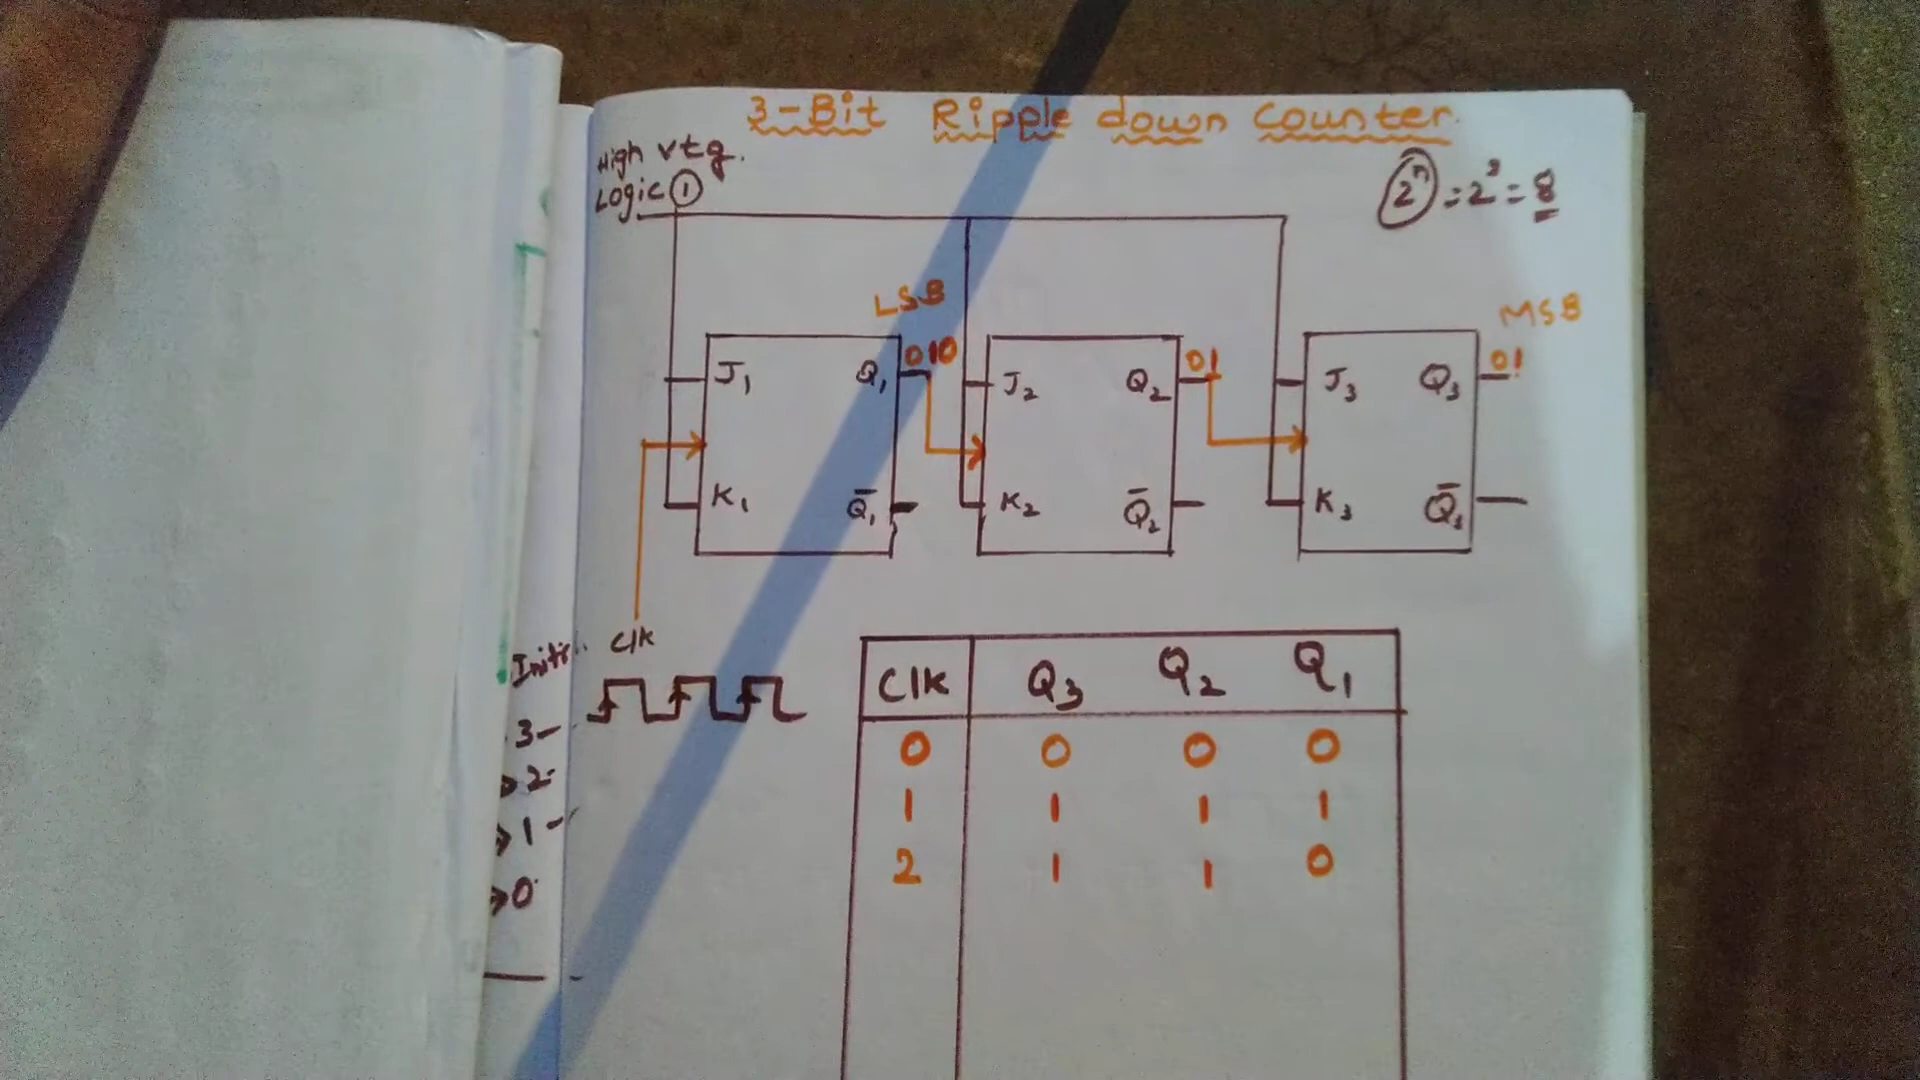 3-Bit Ripple down Counter.
High vtg.
Logic 1
2ⁿ = 2³ = 8
LSB
MSB
J₁ Q₁ 010
J₂ Q₂ 01
J₃ Q₃ 01
K₁ Q̅₁
K₂ Q̅₂
K₃ Q̅₃
Clk
3-
2-
1-
0
Clk Q₃ Q₂ Q₁
0 0 0 0
1 1 1 1
2 1 1 0